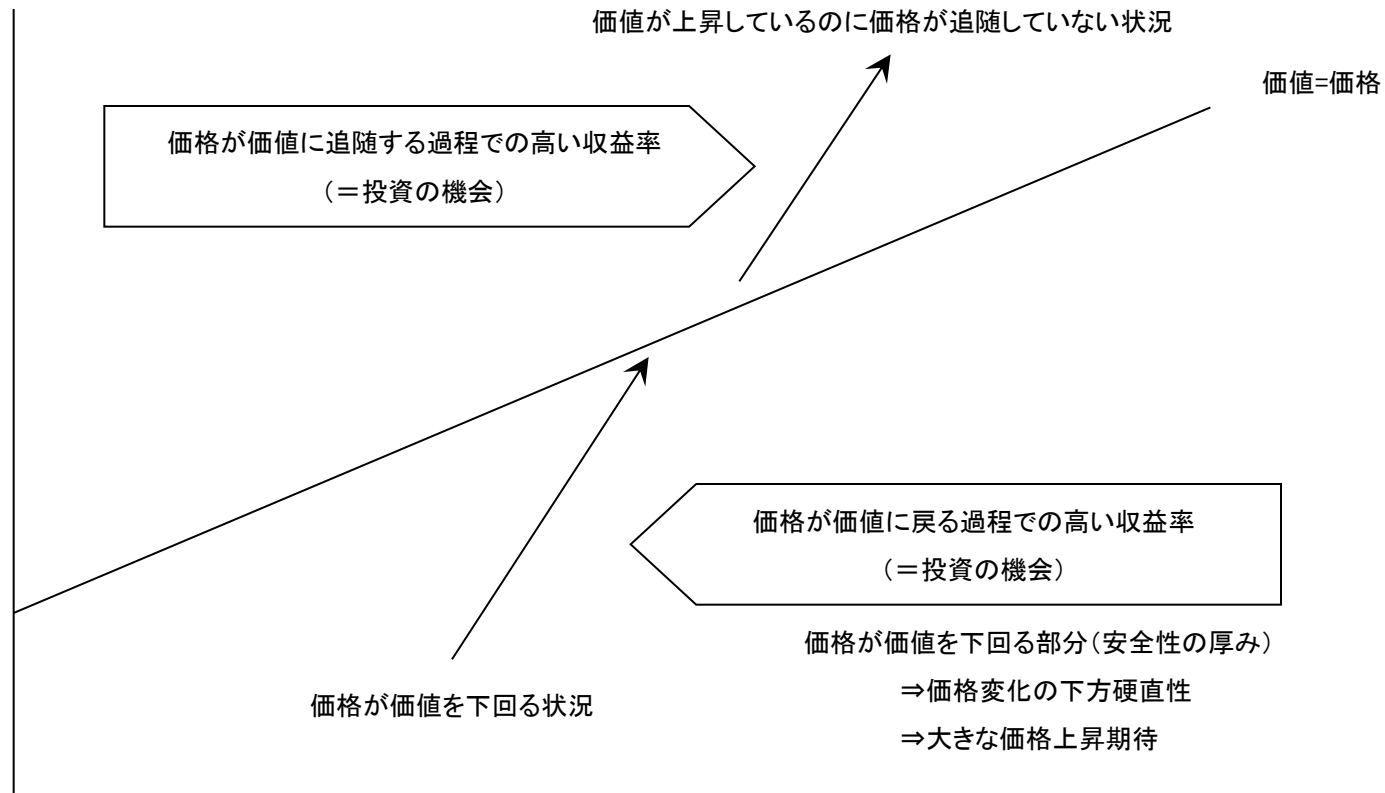 価値が上昇しているのに価格が追随していない状況
価値=価格
価格が価値に追随する過程での高い収益率
(=投資の機会)
価格が価値に戻る過程での高い収益率
(=投資の機会)
価格が価値を下回る部分(安全性の厚み)
⇒価格変化の下方硬直性
⇒大きな価格上昇期待
価格が価値を下回る状況